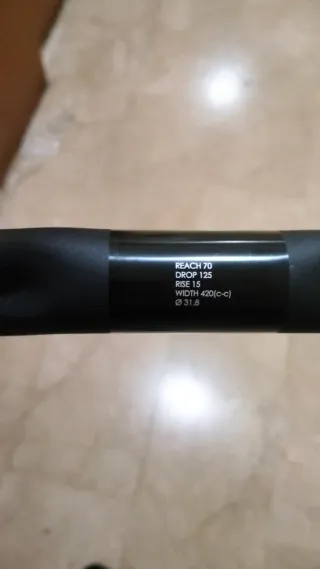 REACH 70
DROP 125
RISE 15
WIDTH 420(c-c)
Ø 31,8